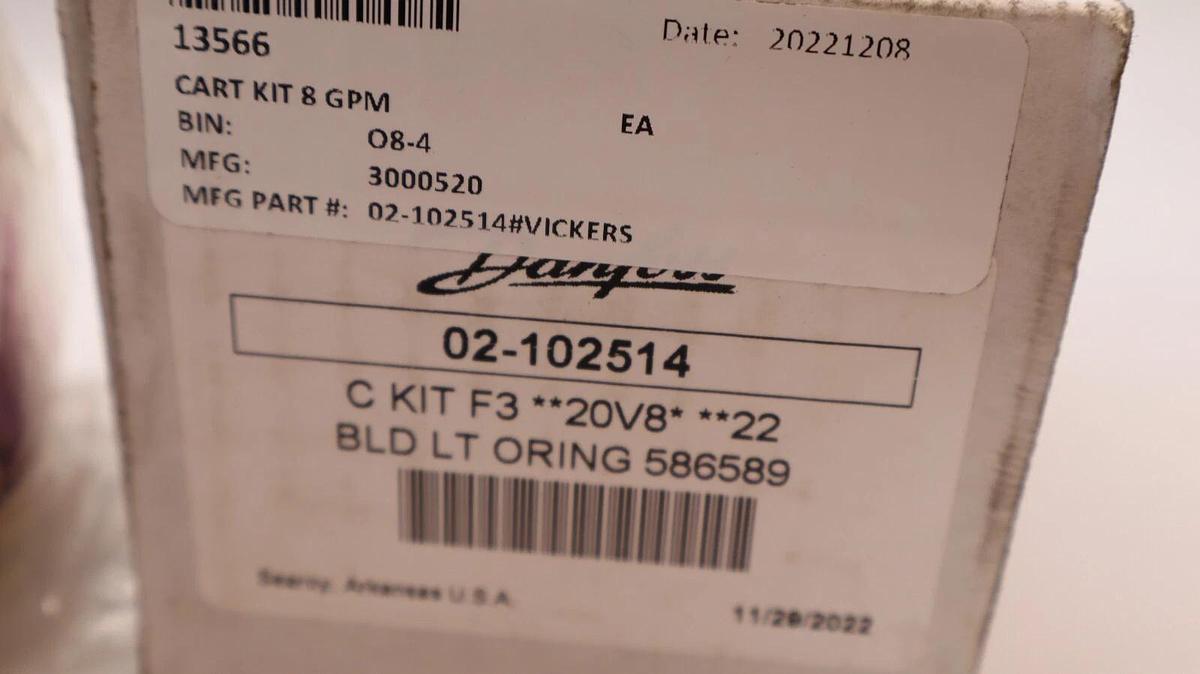 13566
Date: 20221208
CART KIT 8 GPM
EA
BIN: O8-4
MFG: 3000520
MFG PART #: 02-102514#VICKERS
Danfoss
02-102514
C KIT F3 **20V8* **22
BLD LT ORING 586589
Searcy, Arkansas U.S.A.
11/29/2022